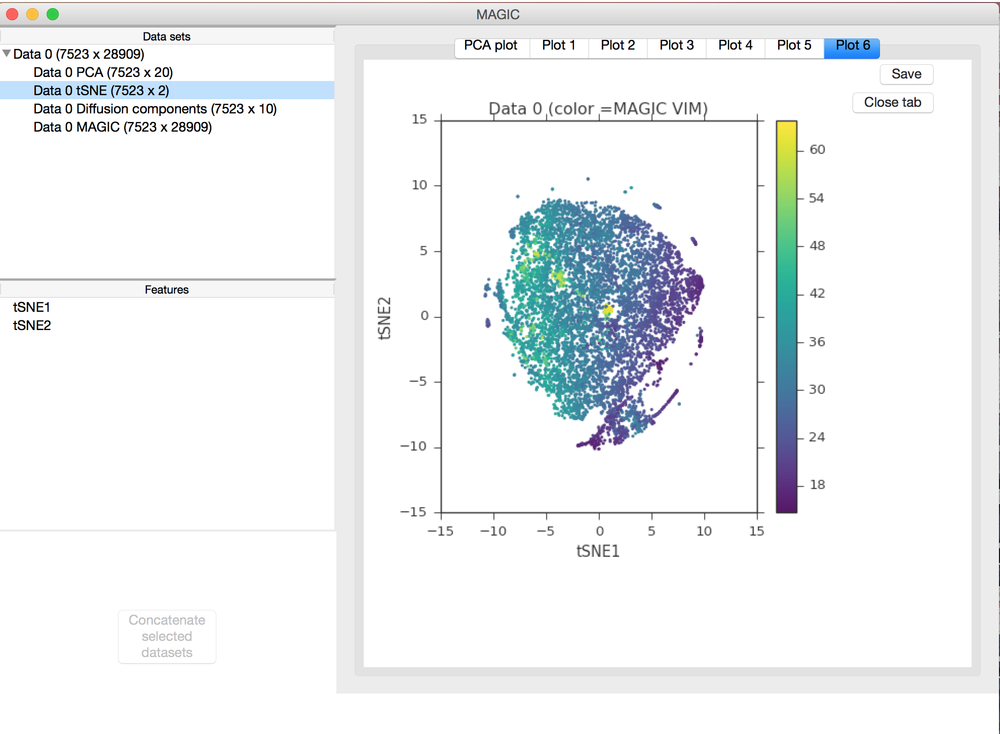 MAGIC
Data sets
Data 0 (7523 x 28909)
Data 0 PCA (7523 x 20)
Data 0 tSNE (7523 x 2)
Data 0 Diffusion components (7523 x 10)
Data 0 MAGIC (7523 x 28909)
Features
tSNE1
tSNE2
Concatenate
selected
datasets
PCA plot Plot 1 Plot 2 Plot 3 Plot 4 Plot 5 Plot 6
Save
Close tab
Data 0 (color =MAGIC VIM)
15
10
5
0
−5
−10
−15
tSNE2
−15 −10 −5 0 5 10 15
tSNE1
60
54
48
42
36
30
24
18